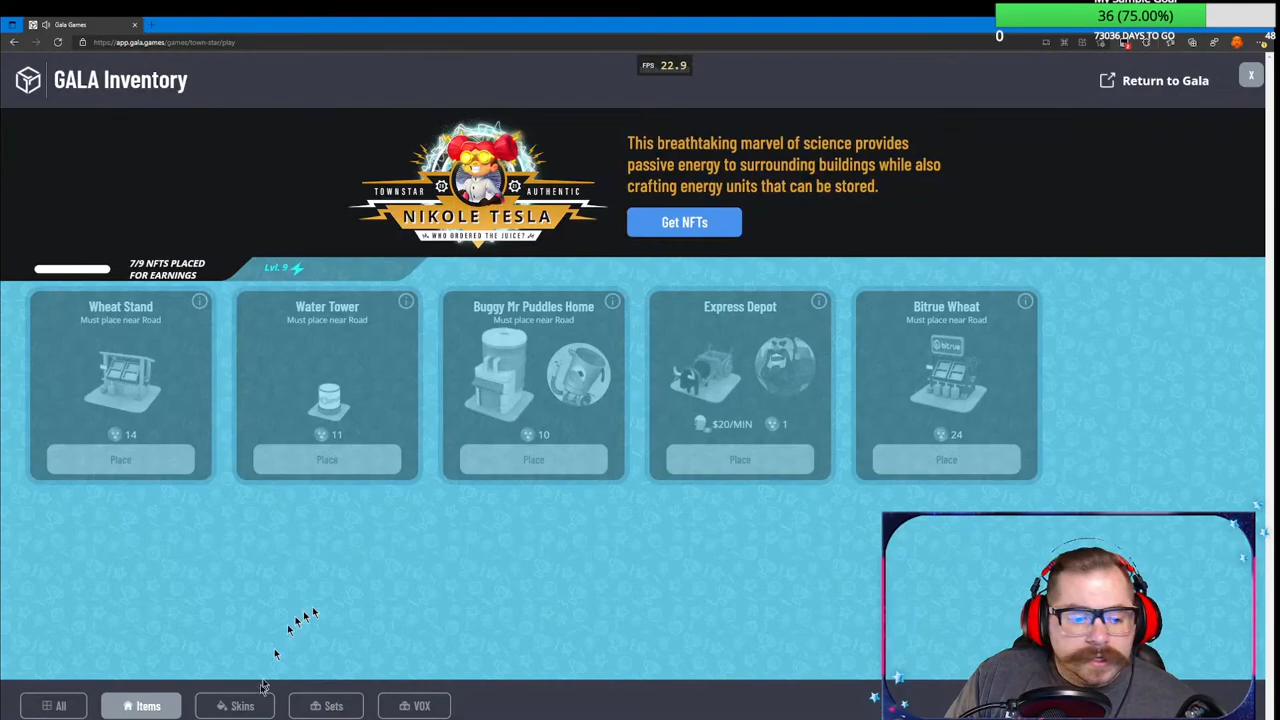 My Sample Goal
36 (75.00%)
0
73036 DAYS TO GO
48
Gala Games
https://app.gala.games/games/town-star/play
FPS 22.9
GALA Inventory
Return to Gala
X
TOWNSTAR AUTHENTIC
NIKOLE TESLA
WHO ORDERED THE JUICE?
This breathtaking marvel of science provides
passive energy to surrounding buildings while also
crafting energy units that can be stored.
Get NFTs
7/9 NFTS PLACED
FOR EARNINGS
Lvl. 9
Wheat Stand
Must place near Road
14
Place
Water Tower
Must place near Road
11
Place
Buggy Mr Puddles Home
Must place near Road
10
Place
Express Depot
$20/MIN
1
Place
Bitrue Wheat
Must place near Road
bitrue
24
Place
All
Items
Skins
Sets
VOX